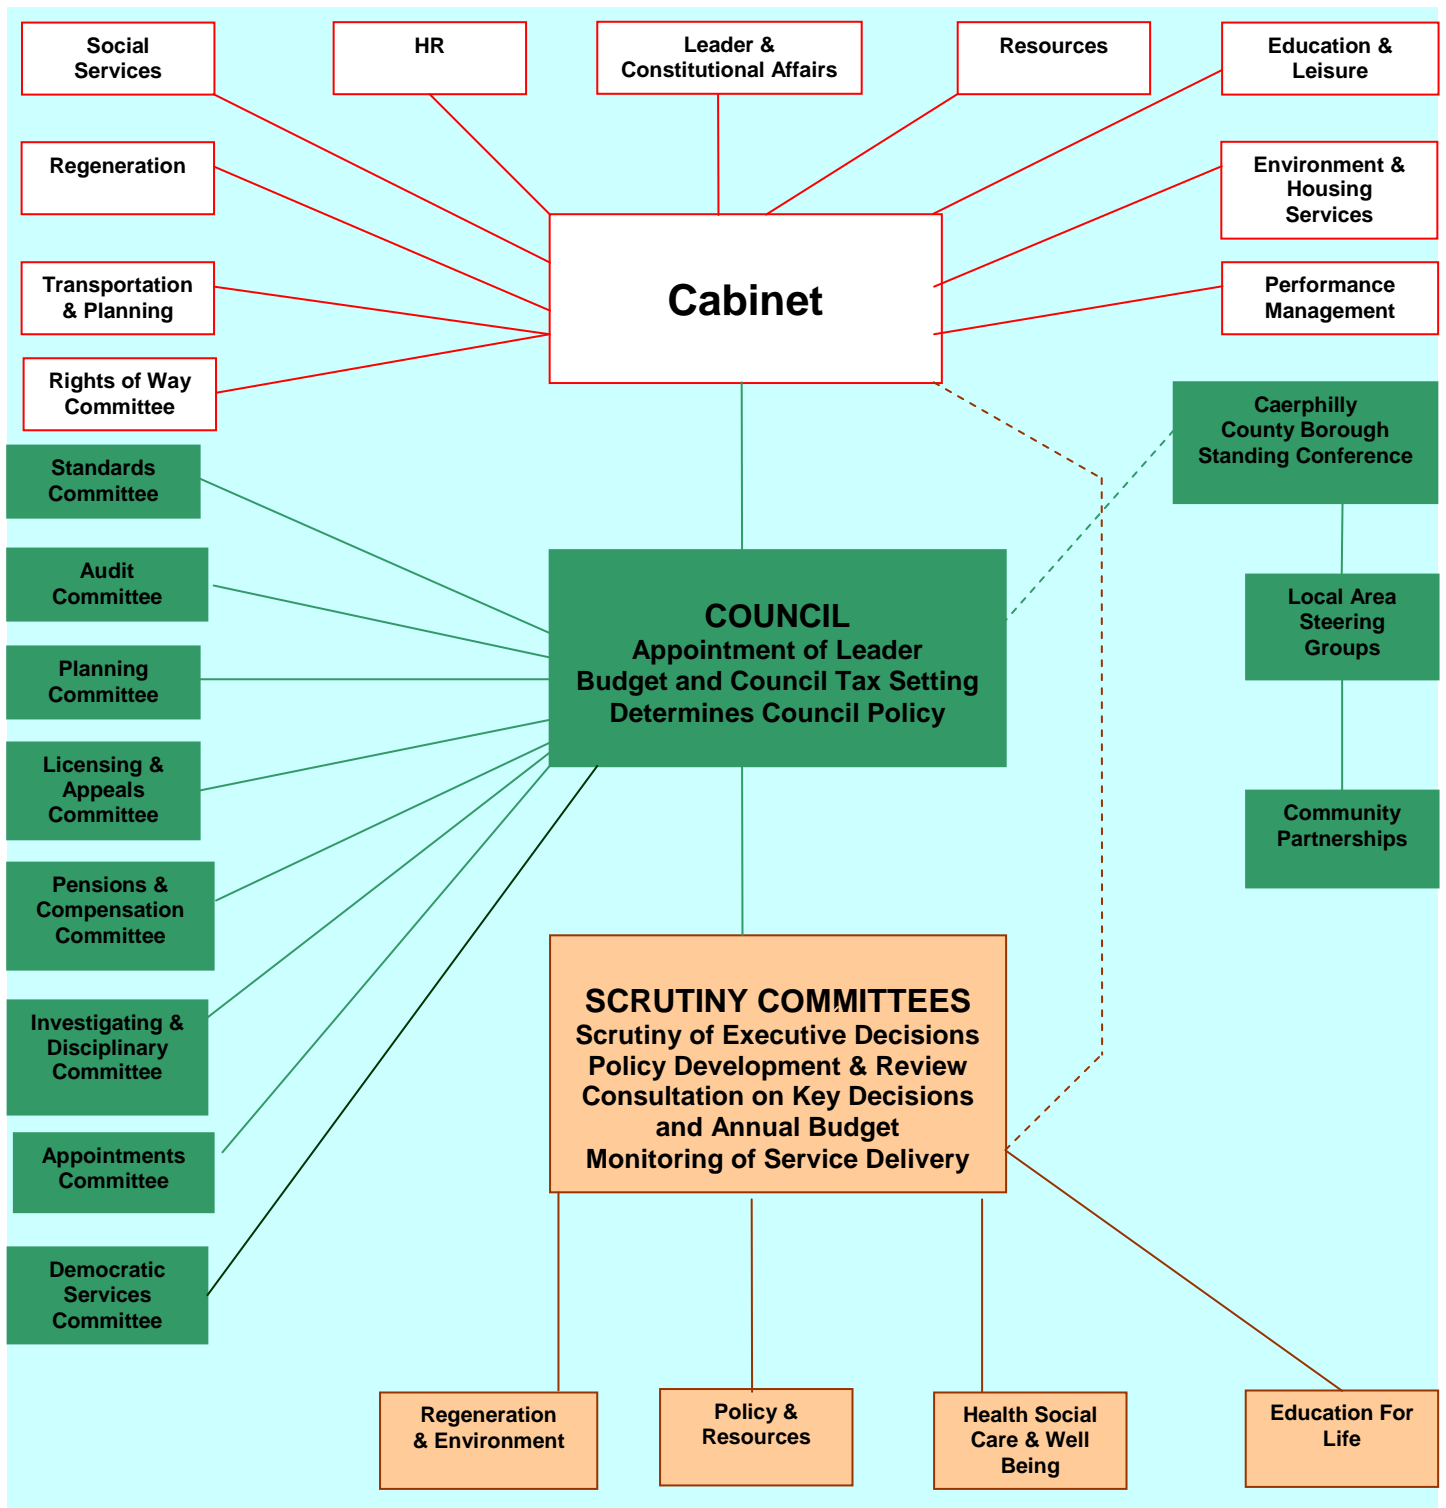 Social
Services
HR
Leader &
Constitutional Affairs
Resources
Education &
Leisure
Regeneration
Environment &
Housing
Services
Transportation
& Planning
Cabinet
Performance
Management
Rights of Way
Committee
Caerphilly
County Borough
Standing Conference
Standards
Committee
Audit
Committee
Local Area
Steering
Groups
COUNCIL
Appointment of Leader
Budget and Council Tax Setting
Determines Council Policy
Planning
Committee
Licensing &
Appeals
Committee
Community
Partnerships
Pensions &
Compensation
Committee
SCRUTINY COMMITTEES
Scrutiny of Executive Decisions
Policy Development & Review
Consultation on Key Decisions
and Annual Budget
Monitoring of Service Delivery
Investigating &
Disciplinary
Committee
Appointments
Committee
Democratic
Services
Committee
Regeneration
& Environment
Policy &
Resources
Health Social
Care & Well
Being
Education For
Life